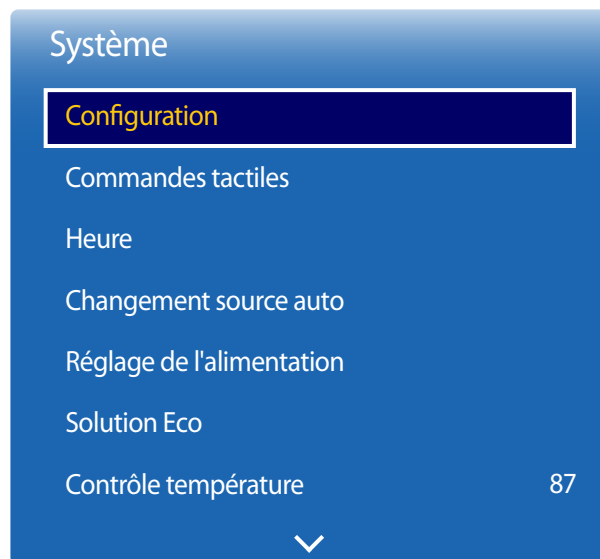 Système
Configuration
Commandes tactiles
Heure
Changement source auto
Réglage de l'alimentation
Solution Eco
Contrôle température 87